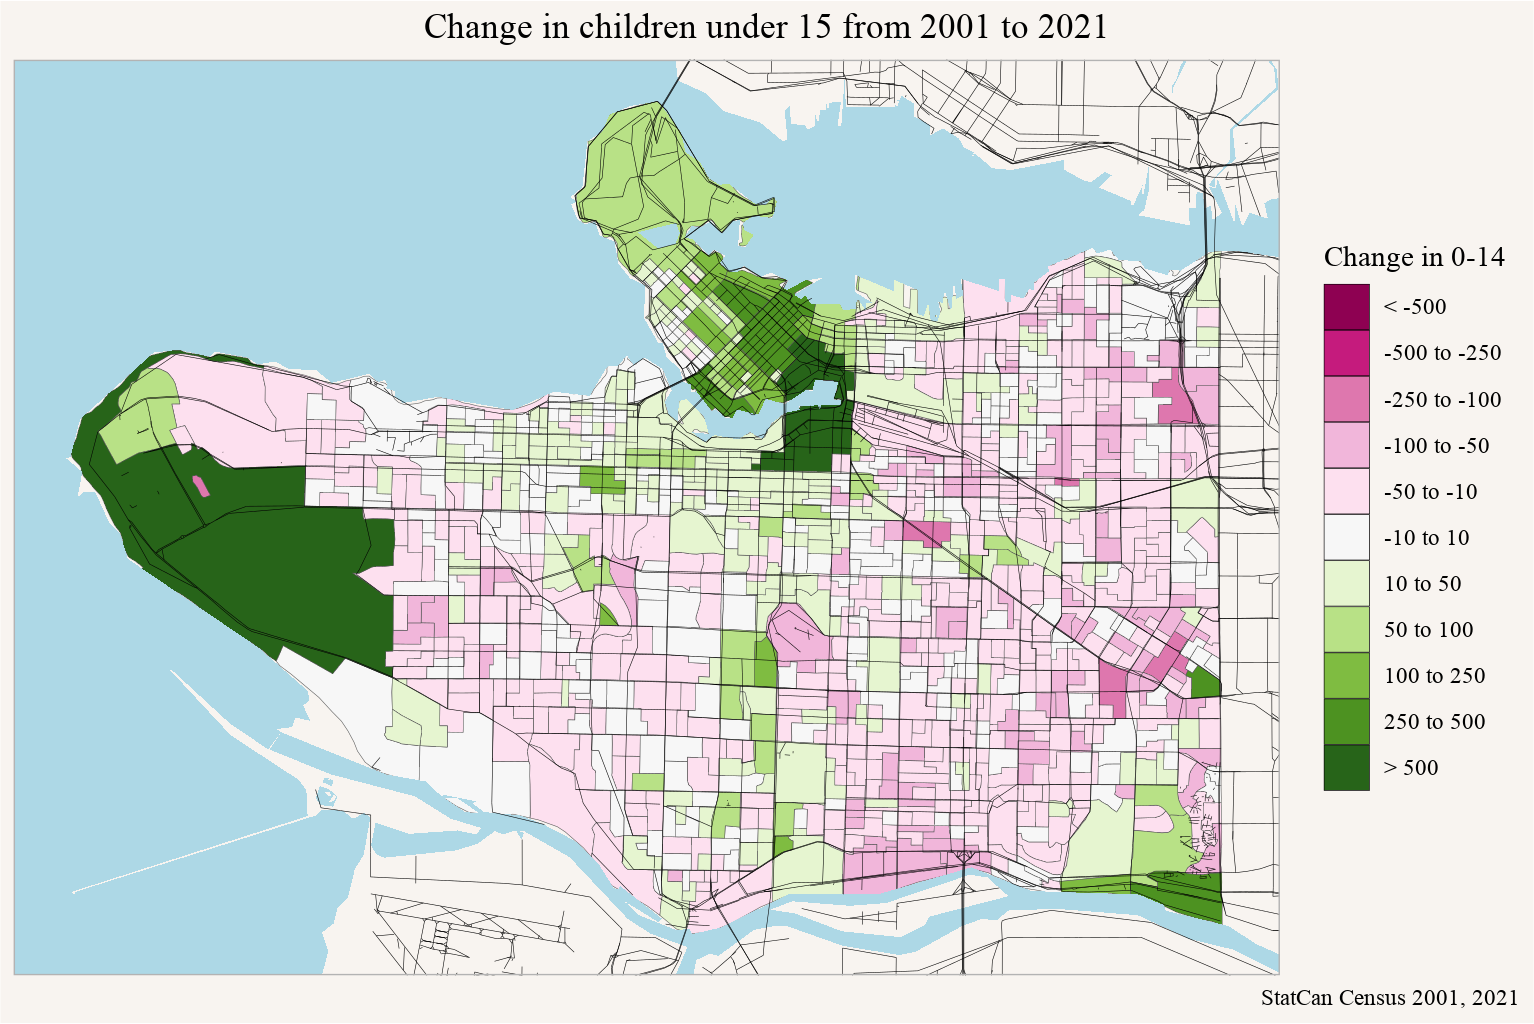 Change in children under 15 from 2001 to 2021
Change in 0-14
< -500
-500 to -250
-250 to -100
-100 to -50
-50 to -10
-10 to 10
10 to 50
50 to 100
100 to 250
250 to 500
> 500
StatCan Census 2001, 2021